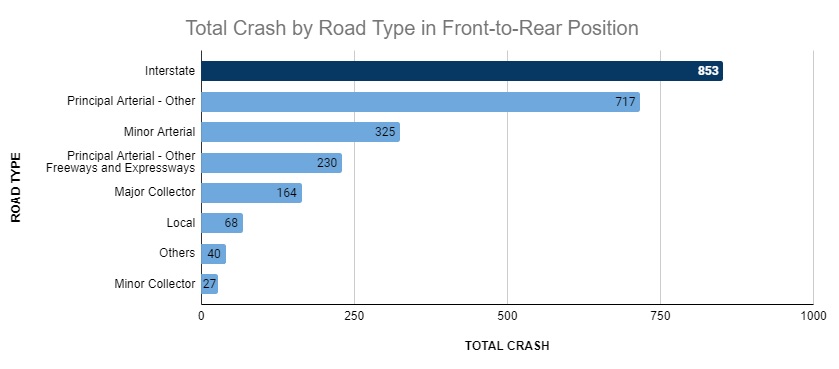 Total Crash by Road Type in Front-to-Rear Position
ROAD TYPE
Interstate
853
Principal Arterial - Other
717
Minor Arterial
325
Principal Arterial - Other
Freeways and Expressways
230
Major Collector
164
Local
68
Others
40
Minor Collector
27
0
250
500
750
1000
TOTAL CRASH